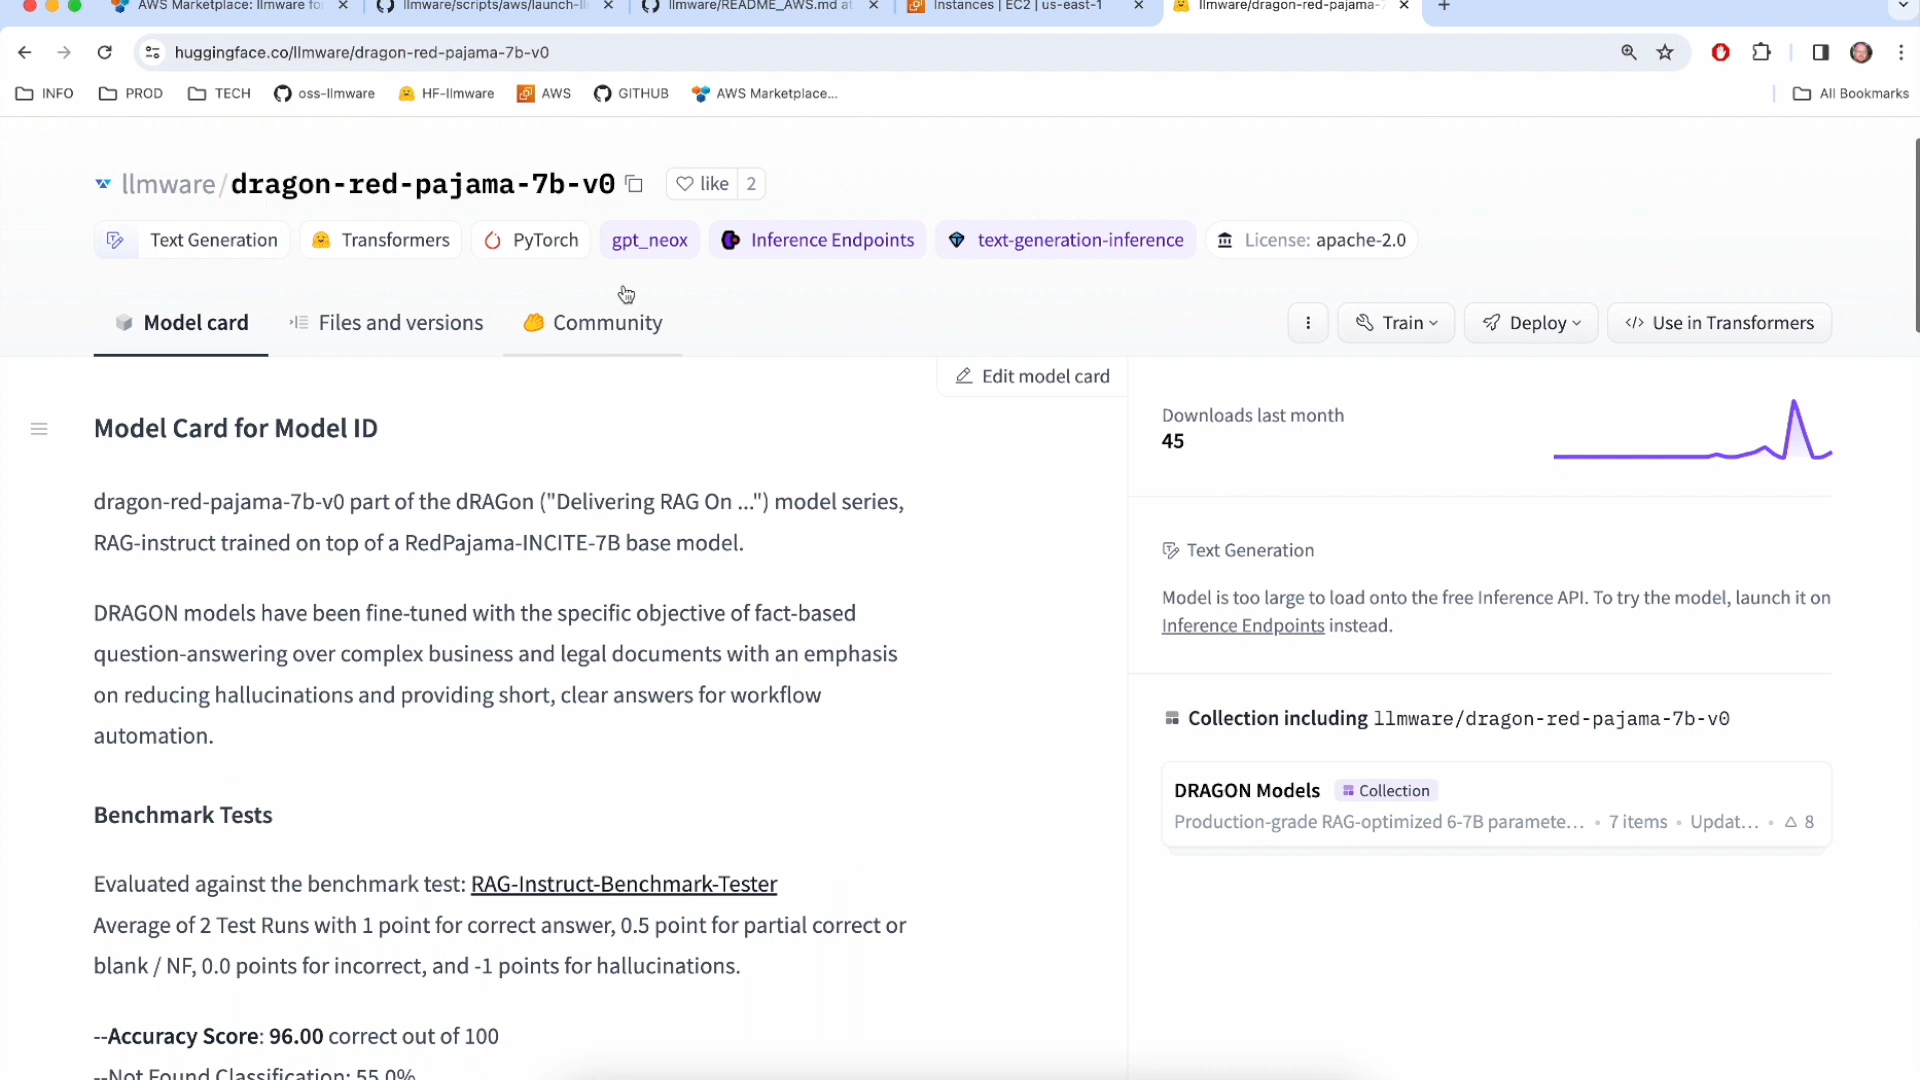 AWS Marketplace: llmware fo
llmware/scripts/aws/launch-ll
llmware/README_AWS.md at
Instances | EC2 | us-east-1
llmware/dragon-red-pajama-7
huggingface.co/llmware/dragon-red-pajama-7b-v0
INFO PROD TECH oss-llmware HF-llmware AWS GITHUB AWS Marketplace... All Bookmarks
llmware/dragon-red-pajama-7b-v0 like 2
Text Generation Transformers PyTorch gpt_neox Inference Endpoints text-generation-inference License: apache-2.0
Model card Files and versions Community Train Deploy Use in Transformers
Edit model card
Model Card for Model ID
dragon-red-pajama-7b-v0 part of the dRAGon ("Delivering RAG On ...") model series,
RAG-instruct trained on top of a RedPajama-INCITE-7B base model.
DRAGON models have been fine-tuned with the specific objective of fact-based
question-answering over complex business and legal documents with an emphasis
on reducing hallucinations and providing short, clear answers for workflow
automation.
Benchmark Tests
Evaluated against the benchmark test: RAG-Instruct-Benchmark-Tester
Average of 2 Test Runs with 1 point for correct answer, 0.5 point for partial correct or
blank / NF, 0.0 points for incorrect, and -1 points for hallucinations.
--Accuracy Score: 96.00 correct out of 100
--Not Found Classification: 55.0%
Downloads last month
45
Text Generation
Model is too large to load onto the free Inference API. To try the model, launch it on
Inference Endpoints instead.
Collection including llmware/dragon-red-pajama-7b-v0
DRAGON Models Collection
Production-grade RAG-optimized 6-7B paramete... • 7 items • Updat... • 8